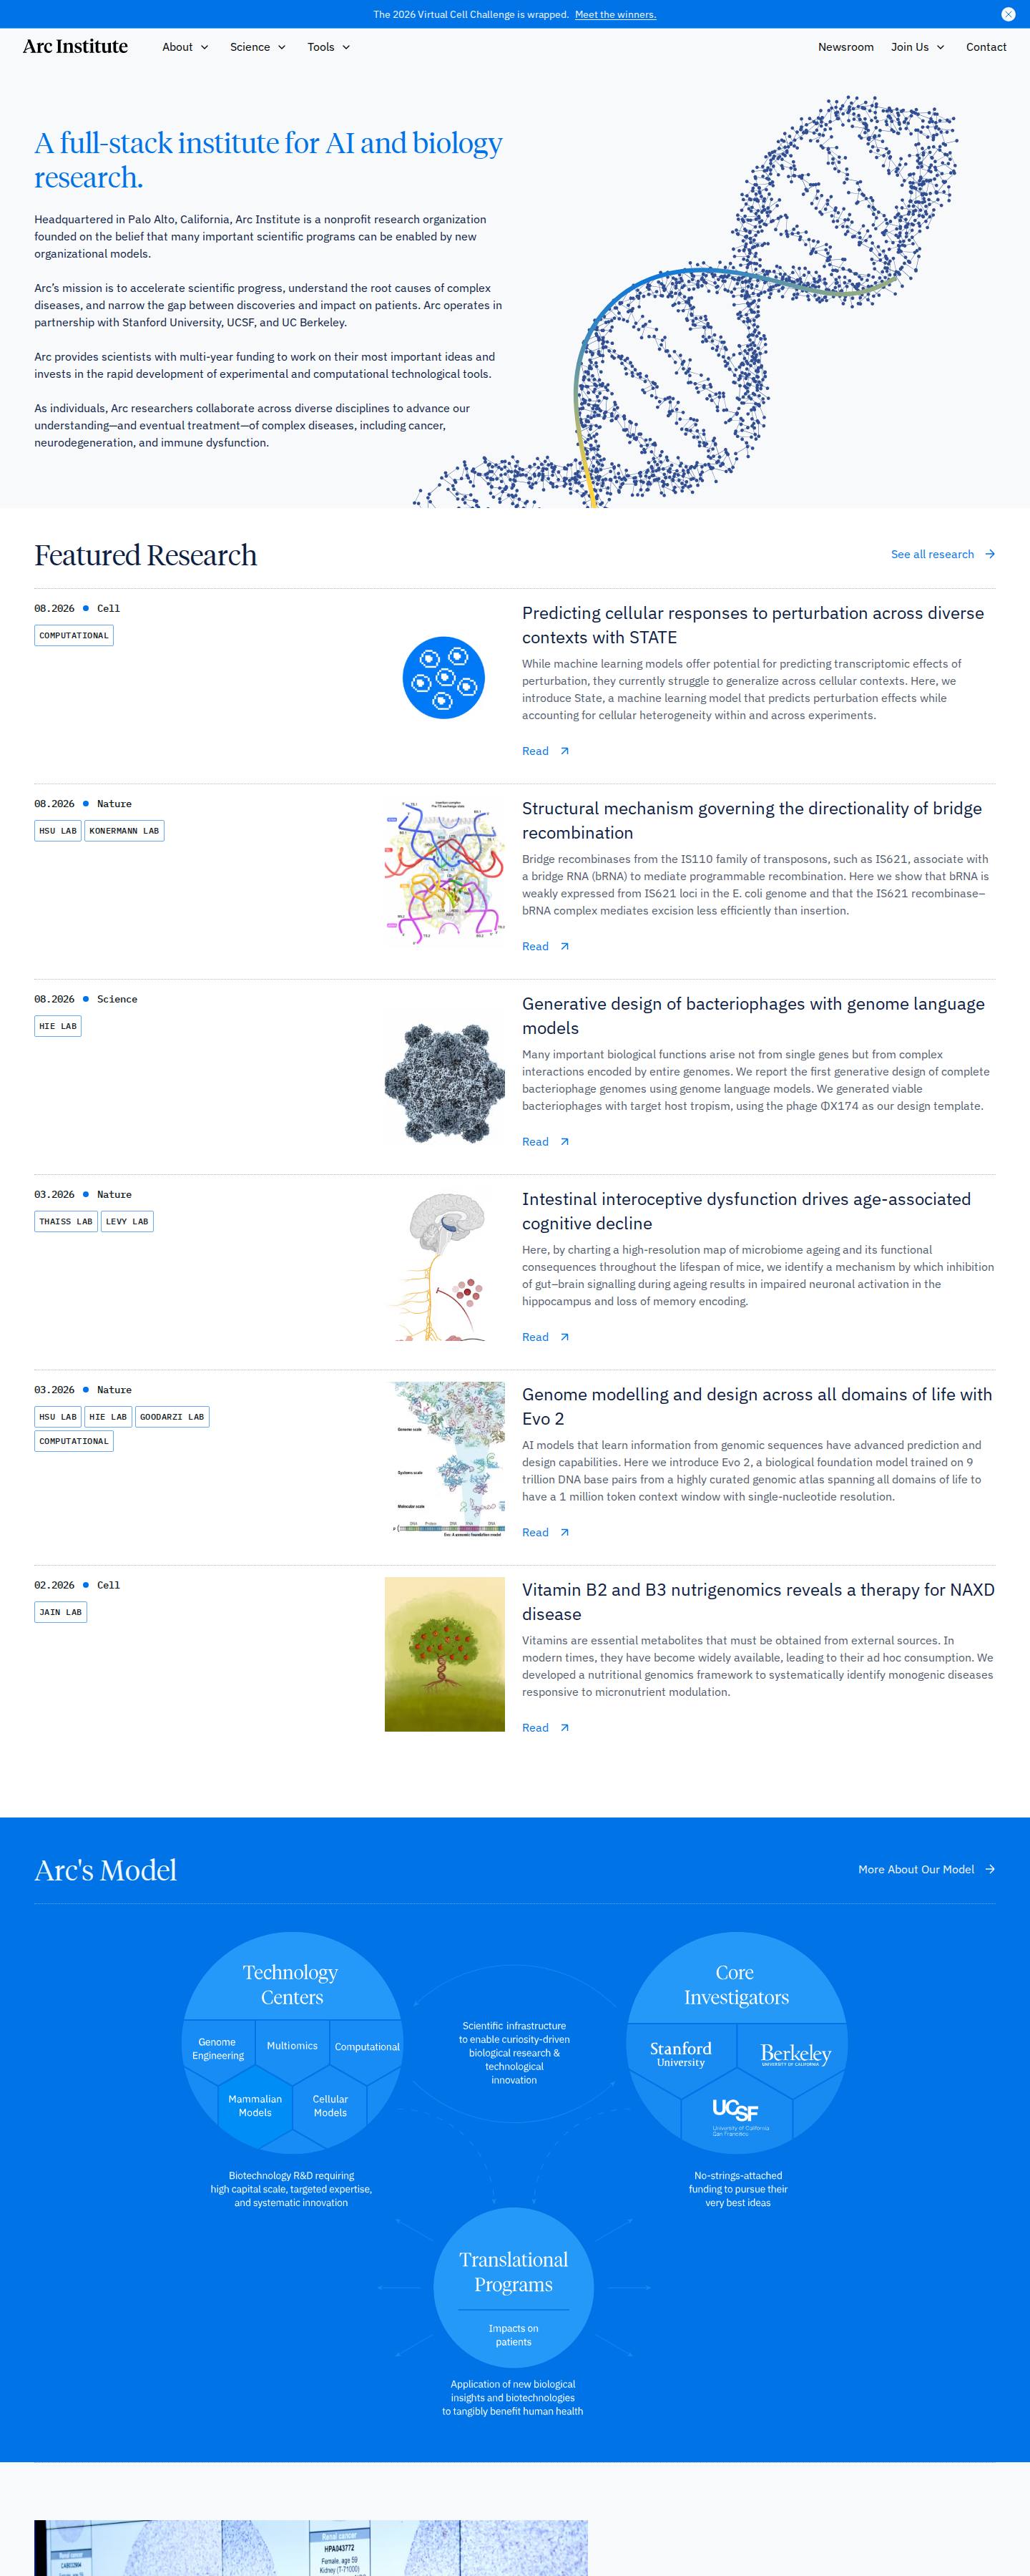 The 2026 Virtual Cell Challenge is wrapped. Meet the winners.
Arc Institute
About
Science
Tools
Newsroom
Join Us
Contact
A full-stack institute for AI and biology
research.
Headquartered in Palo Alto, California, Arc Institute is a nonprofit research organization
founded on the belief that many important scientific programs can be enabled by new
organizational models.
Arc’s mission is to accelerate scientific progress, understand the root causes of complex
diseases, and narrow the gap between discoveries and impact on patients. Arc operates in
partnership with Stanford University, UCSF, and UC Berkeley.
Arc provides scientists with multi-year funding to work on their most important ideas and
invests in the rapid development of experimental and computational technological tools.
As individuals, Arc researchers collaborate across diverse disciplines to advance our
understanding—and eventual treatment—of complex diseases, including cancer,
neurodegeneration, and immune dysfunction.
Featured Research
See all research
08.2026 • Cell
COMPUTATIONAL
Predicting cellular responses to perturbation across diverse
contexts with STATE
While machine learning models offer potential for predicting transcriptomic effects of
perturbation, they currently struggle to generalize across cellular contexts. Here, we
introduce State, a machine learning model that predicts perturbation effects while
accounting for cellular heterogeneity within and across experiments.
Read
08.2026 • Nature
HSU LAB
KONERMANN LAB
Structural mechanism governing the directionality of bridge
recombination
Bridge recombinases from the IS110 family of transposons, such as IS621, associate with
a bridge RNA (bRNA) to mediate programmable recombination. Here we show that bRNA is
weakly expressed from IS621 loci in the E. coli genome and that the IS621 recombinase–
bRNA complex mediates excision less efficiently than insertion.
Read
08.2026 • Science
HIE LAB
Generative design of bacteriophages with genome language
models
Many important biological functions arise not from single genes but from complex
interactions encoded by entire genomes. We report the first generative design of complete
bacteriophage genomes using genome language models. We generated viable
bacteriophages with target host tropism, using the phage ΦX174 as our design template.
Read
03.2026 • Nature
THAISS LAB
LEVY LAB
Intestinal interoceptive dysfunction drives age-associated
cognitive decline
Here, by charting a high-resolution map of microbiome ageing and its functional
consequences throughout the lifespan of mice, we identify a mechanism by which inhibition
of gut–brain signalling during ageing results in impaired neuronal activation in the
hippocampus and loss of memory encoding.
Read
03.2026 • Nature
HSU LAB
HIE LAB
GOODARZI LAB
COMPUTATIONAL
Genome scale
Systems scale
Molecular scale
Genome modelling and design across all domains of life with
Evo 2
AI models that learn information from genomic sequences have advanced prediction and
design capabilities. Here we introduce Evo 2, a biological foundation model trained on 9
trillion DNA base pairs from a highly curated genomic atlas spanning all domains of life to
have a 1 million token context window with single-nucleotide resolution.
Read
02.2026 • Cell
JAIN LAB
Vitamin B2 and B3 nutrigenomics reveals a therapy for NAXD
disease
Vitamins are essential metabolites that must be obtained from external sources. In
modern times, they have become widely available, leading to their ad hoc consumption. We
developed a nutritional genomics framework to systematically identify monogenic diseases
responsive to micronutrient modulation.
Read
Arc's Model
More About Our Model
Technology
Centers
Genome
Engineering
Multiomics
Computational
Mammalian
Models
Cellular
Models
Biotechnology R&D requiring
high capital scale, targeted expertise,
and systematic innovation
Scientific infrastructure
to enable curiosity-driven
biological research &
technological
innovation
Core
Investigators
Stanford
University
Berkeley
UNIVERSITY OF CALIFORNIA
UCSF
University of California
San Francisco
No-strings-attached
funding to pursue their
very best ideas
Translational
Programs
Impacts on
patients
Application of new biological
insights and biotechnologies
to tangibly benefit human health
Renal cancer
HPA043772
Female, age 59
Kidney (T-71000)